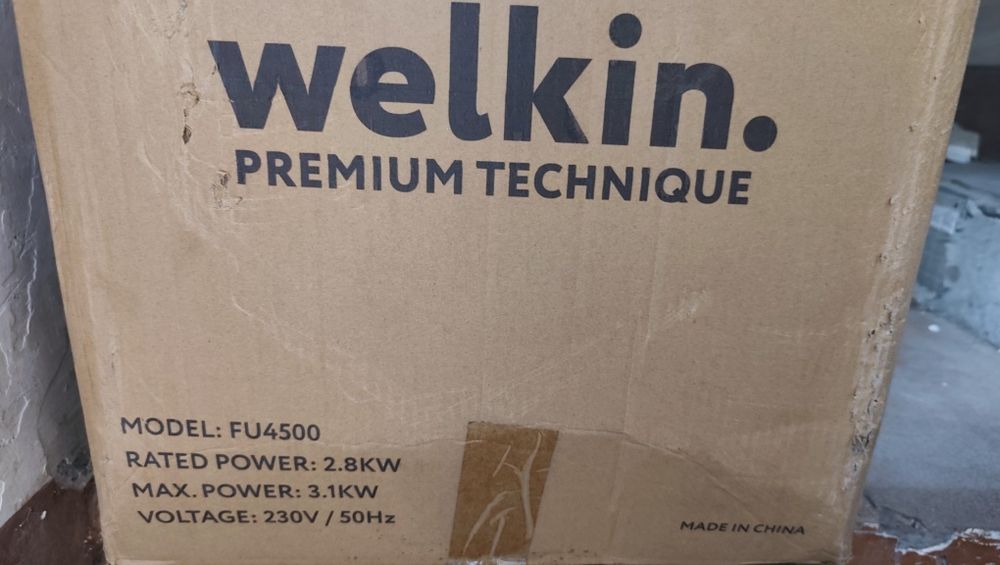 welkin.
PREMIUM TECHNIQUE
MODEL: FU4500
RATED POWER: 2.8KW
MAX. POWER: 3.1KW
VOLTAGE: 230V / 50Hz
MADE IN CHINA